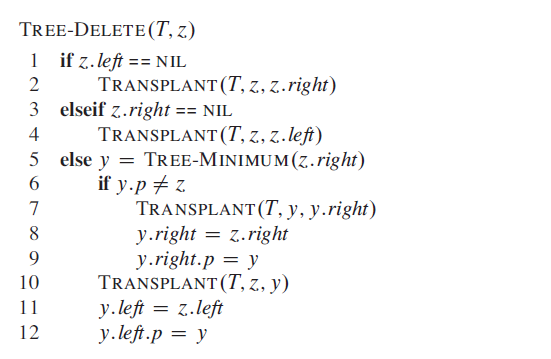 TREE-DELETE(T, z)
1 if z.left == NIL
2 TRANSPLANT(T, z, z.right)
3 elseif z.right == NIL
4 TRANSPLANT(T, z, z.left)
5 else y = TREE-MINIMUM(z.right)
6 if y.p ≠ z
7 TRANSPLANT(T, y, y.right)
8 y.right = z.right
9 y.right.p = y
10 TRANSPLANT(T, z, y)
11 y.left = z.left
12 y.left.p = y